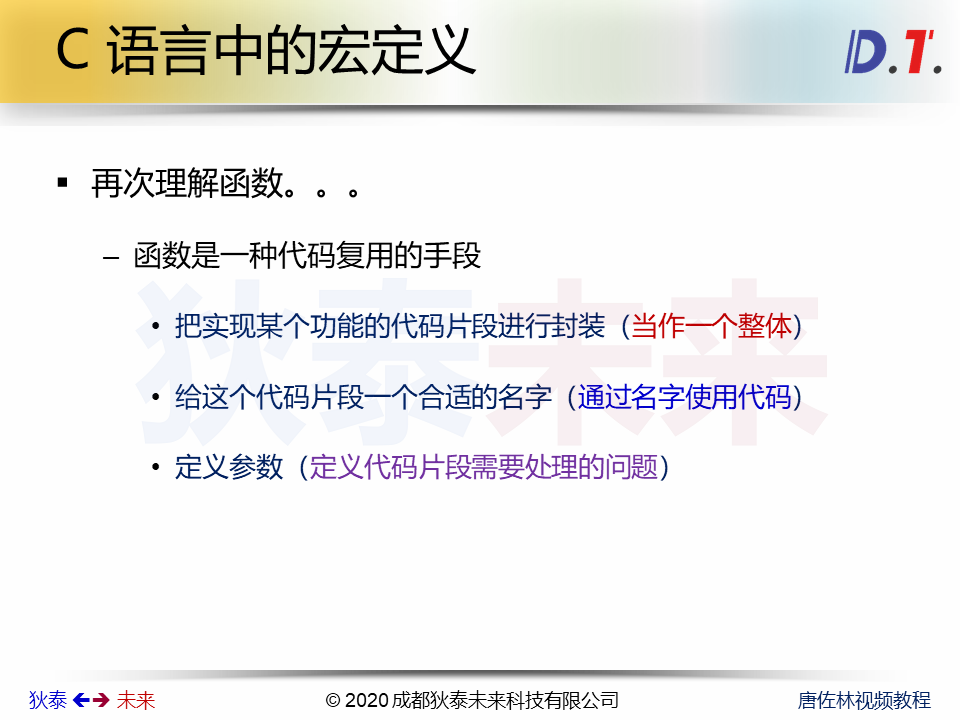 C 语言中的宏定义
D.T.
▪ 再次理解函数。。。
– 函数是一种代码复用的手段
• 把实现某个功能的代码片段进行封装（当作一个整体）
• 给这个代码片段一个合适的名字（通过名字使用代码）
• 定义参数（定义代码片段需要处理的问题）
狄泰未来
狄泰 未来
© 2020 成都狄泰未来科技有限公司
唐佐林视频教程